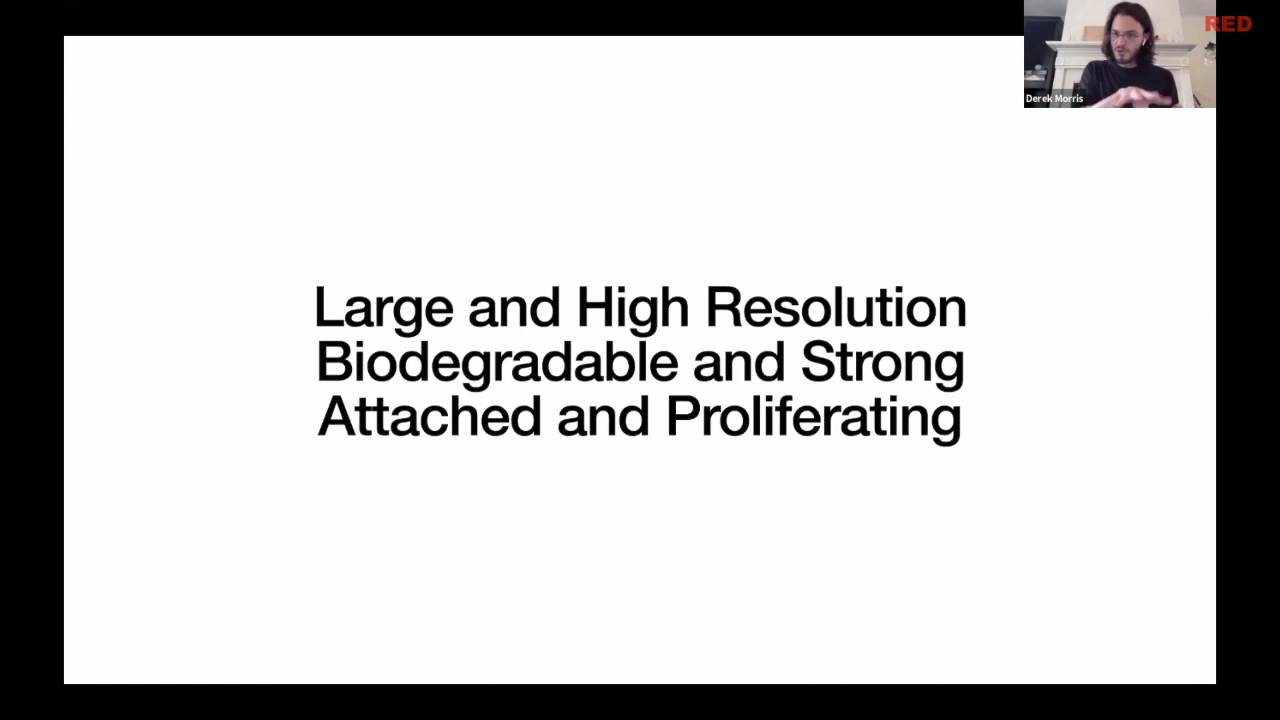 RED
Derek Morris
Large and High Resolution
Biodegradable and Strong
Attached and Proliferating